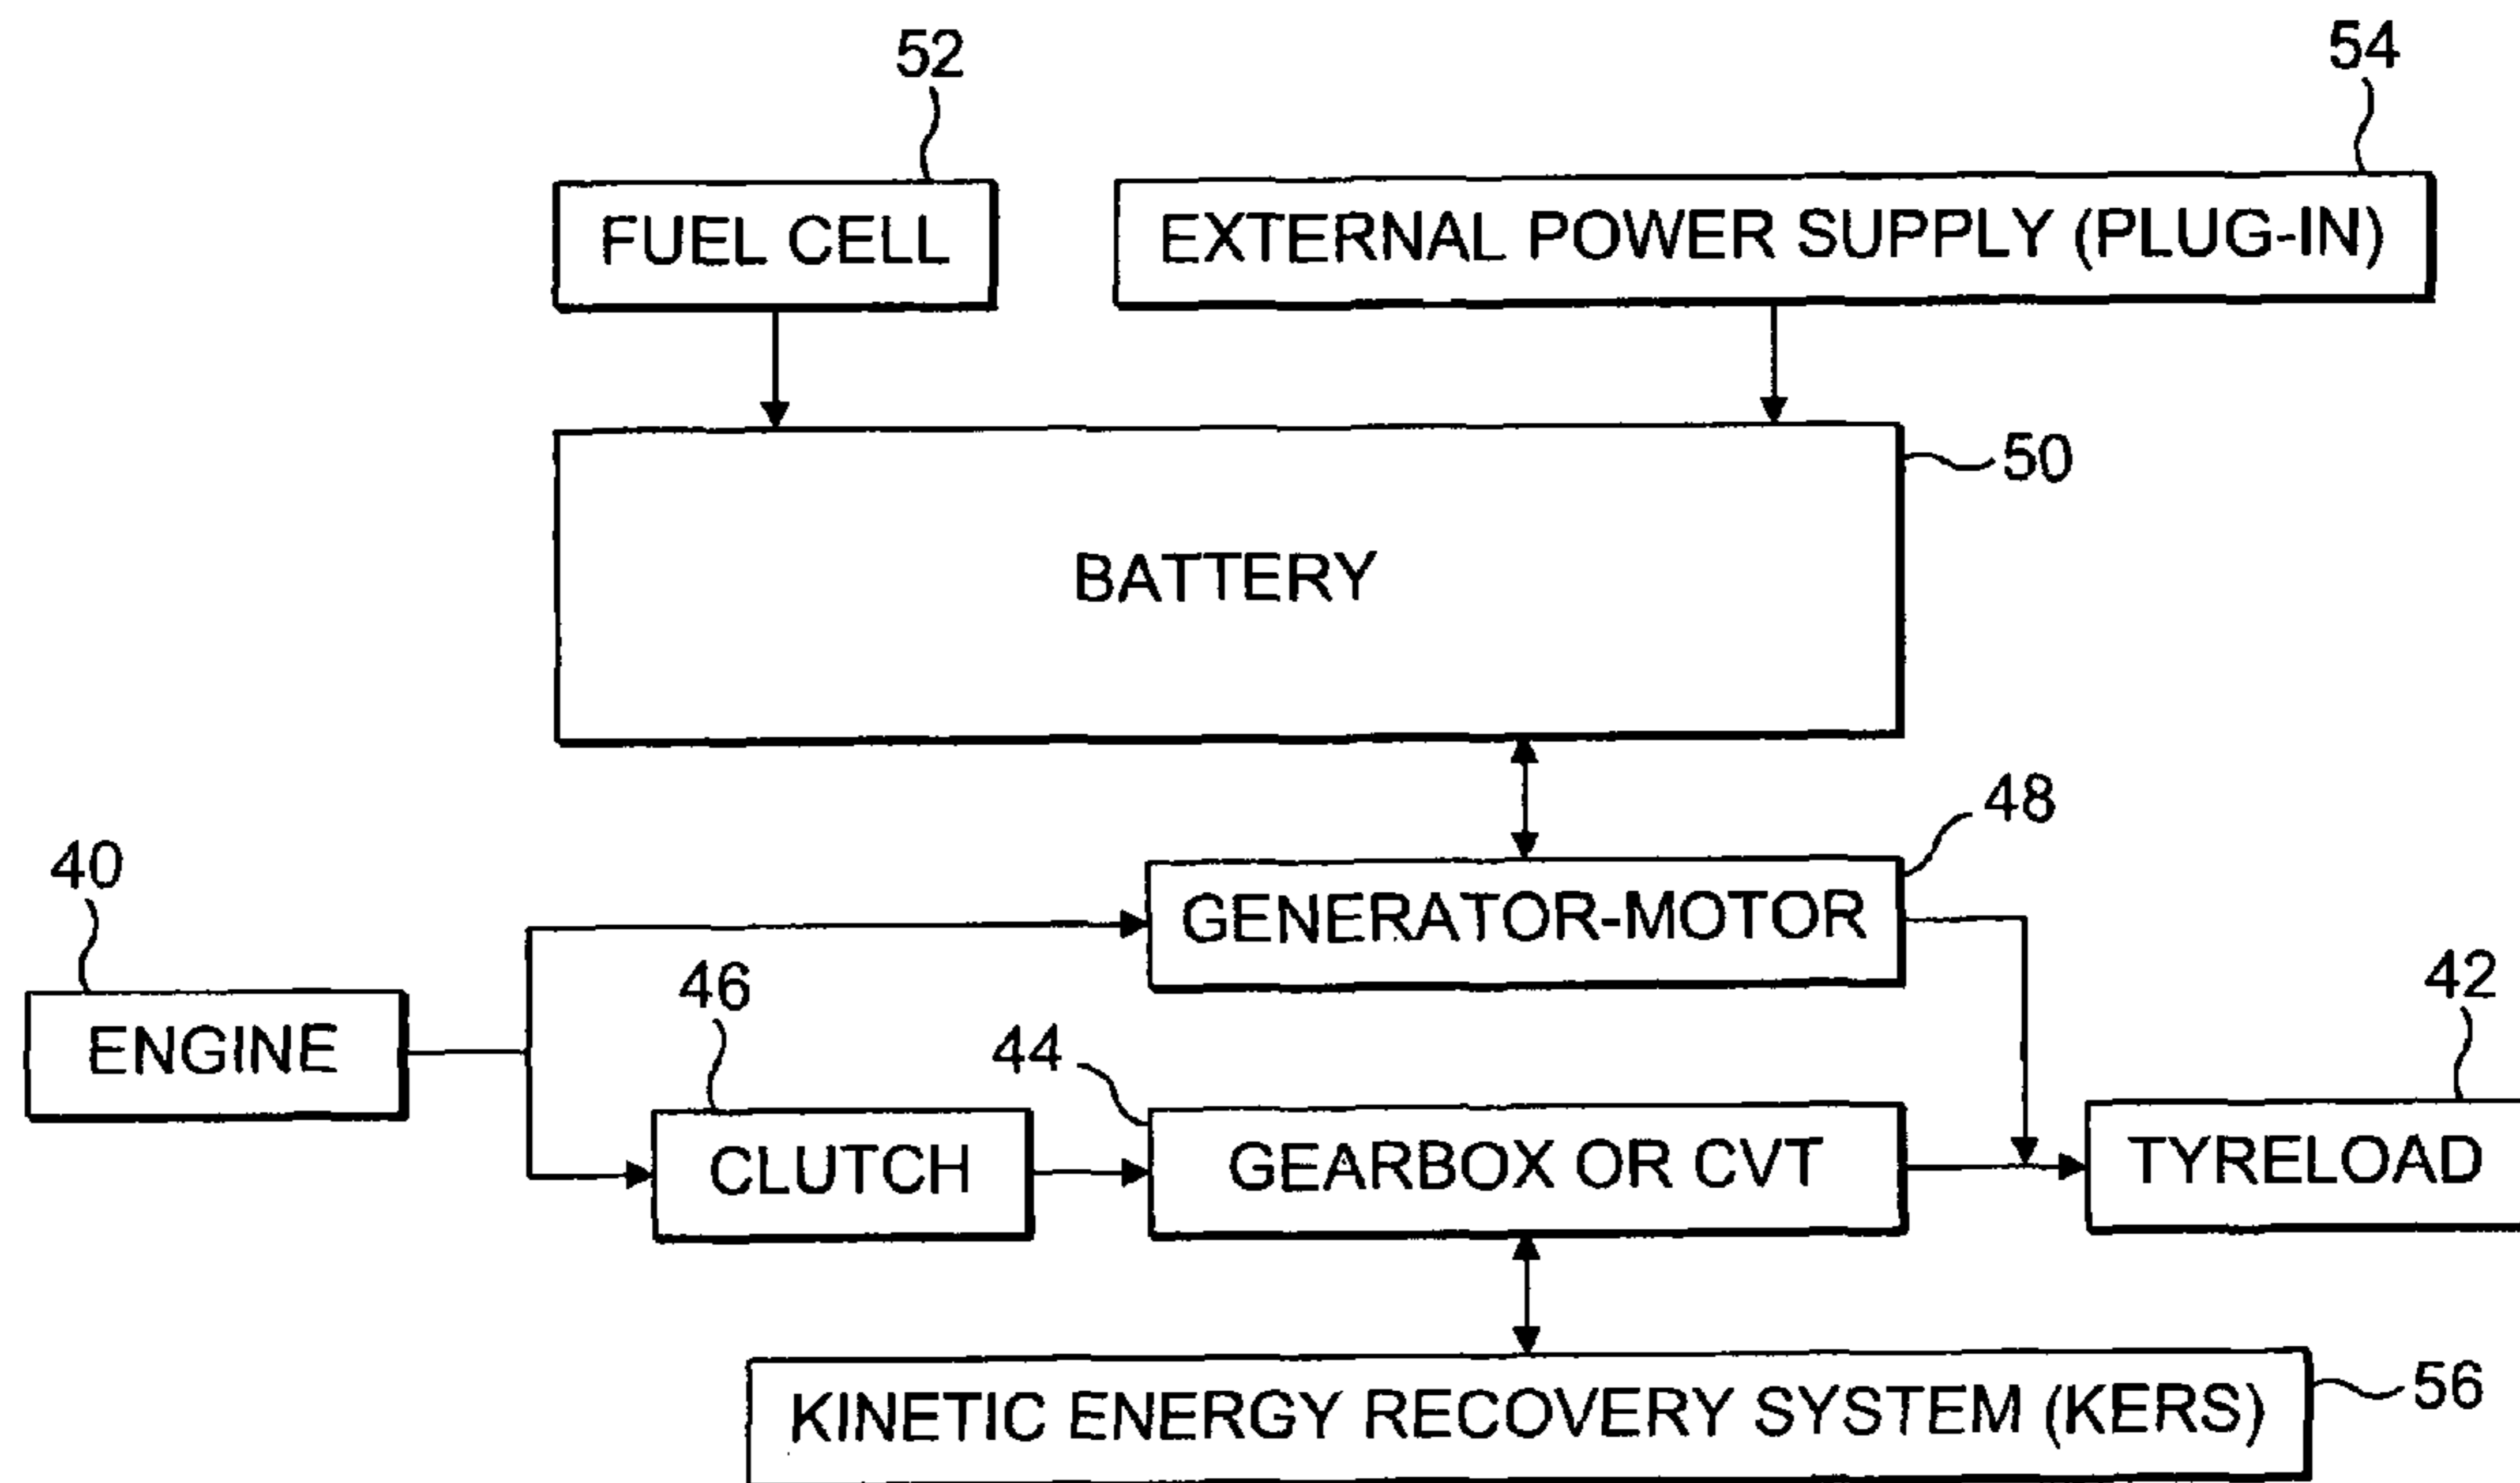 52
54
FUEL CELL
EXTERNAL POWER SUPPLY (PLUG-IN)
50
BATTERY
48
40
GENERATOR-MOTOR
46
42
ENGINE
44
CLUTCH
GEARBOX OR CVT
TYRELOAD
56
KINETIC ENERGY RECOVERY SYSTEM (KERS)